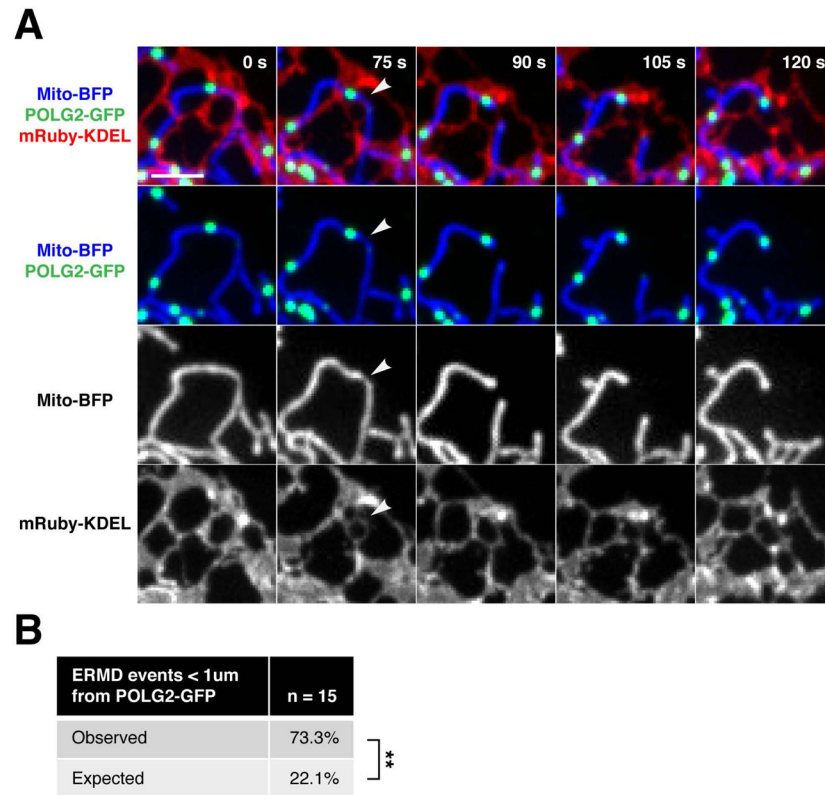 A
0 s
75 s
90 s
105 s
120 s
Mito-BFP
POLG2-GFP
mRuby-KDEL
Mito-BFP
POLG2-GFP
Mito-BFP
mRuby-KDEL
B
ERMD events < 1um
from POLG2-GFP
n = 15
Observed
73.3%
Expected
22.1%
**